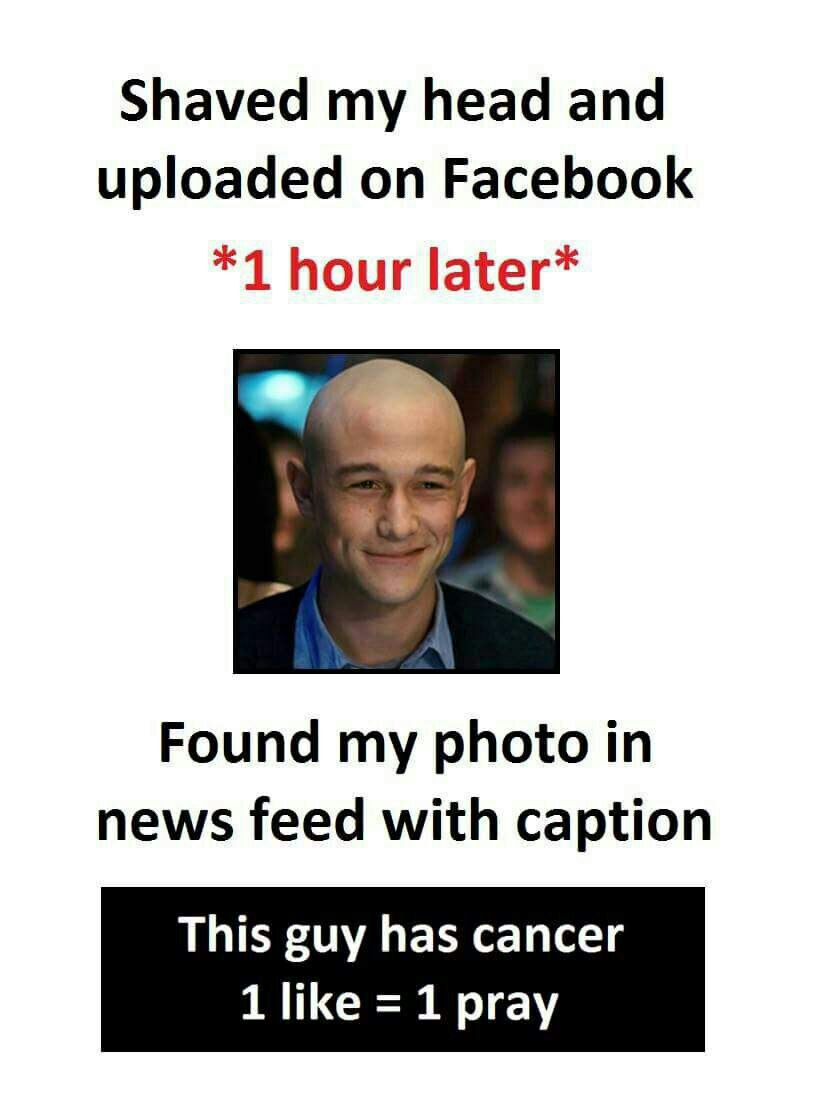 Shaved my head and
uploaded on Facebook
*1 hour later*
Found my photo in
news feed with caption
This guy has cancer
1 like = 1 pray